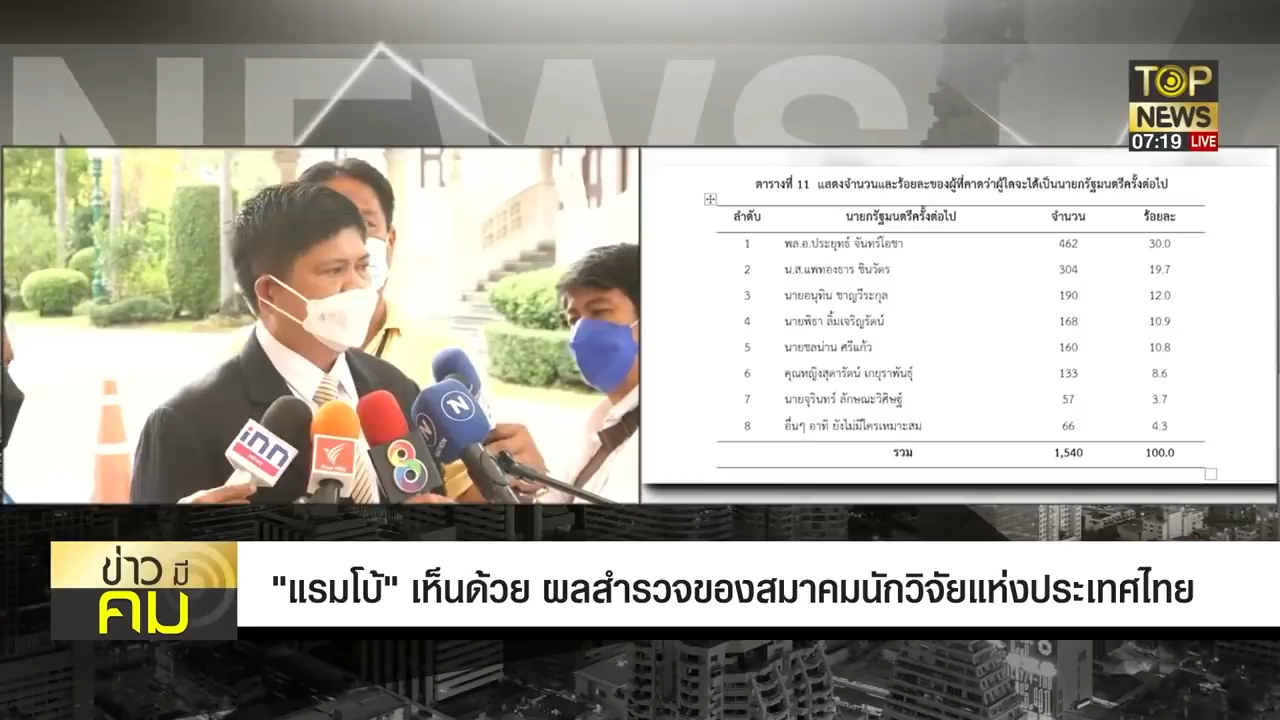 NEWS
TOP
NEWS
07:19 LIVE
ตารางที่ 11 แสดงจำนวนและร้อยละของผู้ที่คาดว่าผู้ใดจะได้เป็นนายกรัฐมนตรีครั้งต่อไป
ลำดับ นายกรัฐมนตรีครั้งต่อไป จำนวน ร้อยละ
1 พล.อ.ประยุทธ์ จันทร์โอชา 462 30.0
2 น.ส.แพทองธาร ชินวัตร 304 19.7
3 นายอนุทิน ชาญวีระกุล 190 12.0
4 นายพิธา ลิ้มเจริญรัตน์ 168 10.9
5 นายชลน่าน ศรีแก้ว 160 10.8
6 คุณหญิงสุดารัตน์ เกยุราพันธุ์ 133 8.6
7 นายจุรินทร์ ลักษณะวิศิษฐ์ 57 3.7
8 อื่นๆ อาทิ ยังไม่มีใครเหมาะสม 66 4.3
รวม 1,540 100.0
inn
NEWS
8
N
N
NATION
ข่าวมี
คม
"แรมโบ้" เห็นด้วย ผลสำรวจของสมาคมนักวิจัยแห่งประเทศไทย